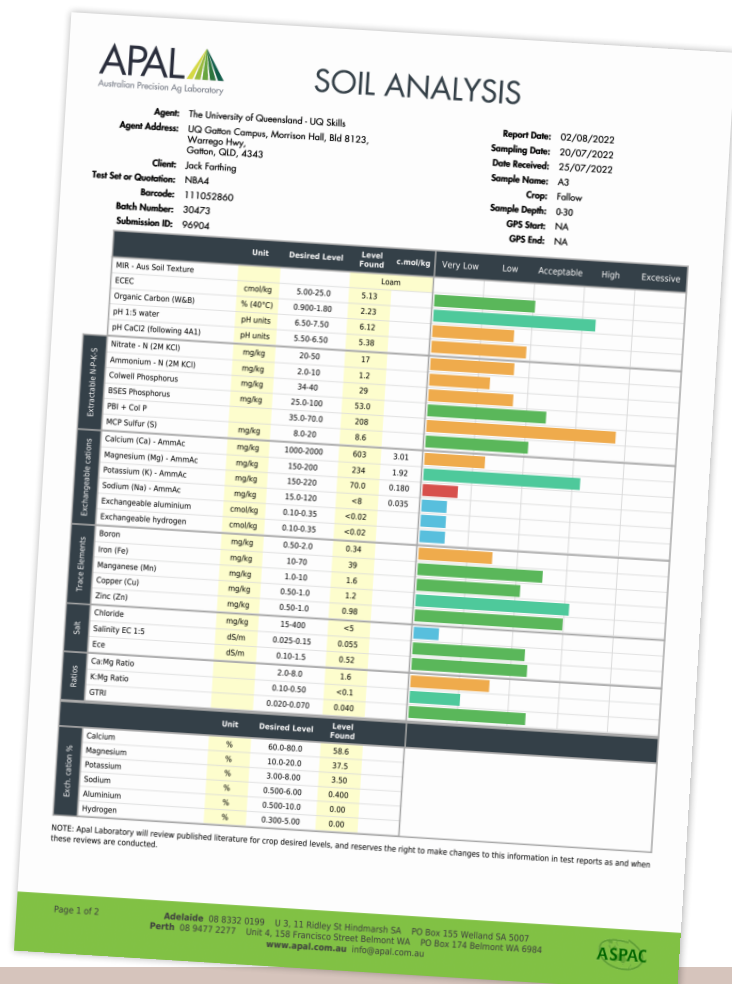 APAL
Australian Precision Ag Laboratory
SOIL ANALYSIS
Agent: The University of Queensland - UQ Skills
Agent Address: UQ Gatton Campus, Morrison Hall, Bld 8123,
Warrego Hwy,
Gatton, QLD, 4343
Client: Jack Farthing
Test Set or Quotation: NBA4
Barcode: 111052860
Batch Number: 30473
Submission ID: 96904
Report Date: 02/08/2022
Sampling Date: 20/07/2022
Date Received: 25/07/2022
Sample Name: A3
Crop: Fallow
Sample Depth: 0-30
GPS Start: NA
GPS End: NA
Unit Desired Level Level Found c.mol/kg Very Low Low Acceptable High Excessive
MIR - Aus Soil Texture Loam
ECEC cmol/kg 5.00-25.0 5.13
Organic Carbon (W&B) % (40°C) 0.900-1.80 2.23
pH 1:5 water pH units 6.50-7.50 6.12
pH CaCl2 (following 4A1) pH units 5.50-6.50 5.38
Extractable N-P-K-S
Nitrate - N (2M KCl) mg/kg 20-50 17
Ammonium - N (2M KCl) mg/kg 2.0-10 1.2
Colwell Phosphorus mg/kg 34-40 29
BSES Phosphorus mg/kg 25.0-100 53.0
PBI + Col P 35.0-70.0 208
MCP Sulfur (S) mg/kg 8.0-20 8.6
Exchangeable cations
Calcium (Ca) - AmmAc mg/kg 1000-2000 603 3.01
Magnesium (Mg) - AmmAc mg/kg 150-200 234 1.92
Potassium (K) - AmmAc mg/kg 150-220 70.0 0.180
Sodium (Na) - AmmAc mg/kg 15.0-120 <8 0.035
Exchangeable aluminium cmol/kg 0.10-0.35 <0.02
Exchangeable hydrogen cmol/kg 0.10-0.35 <0.02
Trace Elements
Boron mg/kg 0.50-2.0 0.34
Iron (Fe) mg/kg 10-70 39
Manganese (Mn) mg/kg 1.0-10 1.6
Copper (Cu) mg/kg 0.50-1.0 1.2
Zinc (Zn) mg/kg 0.50-1.0 0.98
Salt
Chloride mg/kg 15-400 <5
Salinity EC 1:5 dS/m 0.025-0.15 0.055
Ece dS/m 0.10-1.5 0.52
Ratios
Ca:Mg Ratio 2.0-8.0 1.6
K:Mg Ratio 0.10-0.50 <0.1
GTRI 0.020-0.070 0.040
Unit Desired Level Level Found
Exch. cation %
Calcium % 60.0-80.0 58.6
Magnesium % 10.0-20.0 37.5
Potassium % 3.00-8.00 3.50
Sodium % 0.500-6.00 0.400
Aluminium % 0.500-10.0 0.00
Hydrogen % 0.300-5.00 0.00
NOTE: Apal Laboratory will review published literature for crop desired levels, and reserves the right to make changes to this information in test reports as and when
these reviews are conducted.
Page 1 of 2
Adelaide 08 8332 0199 U 3, 11 Ridley St Hindmarsh SA PO Box 155 Welland SA 5007
Perth 08 9477 2277 Unit 4, 158 Francisco Street Belmont WA PO Box 174 Belmont WA 6984
www.apal.com.au info@apal.com.au
ASPAC